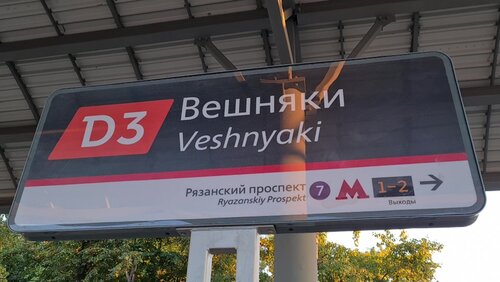 D3
Вешняки
Veshnyaki
Рязанский проспект 7 М 1-2
Ryazanskiy Prospekt
Выходы